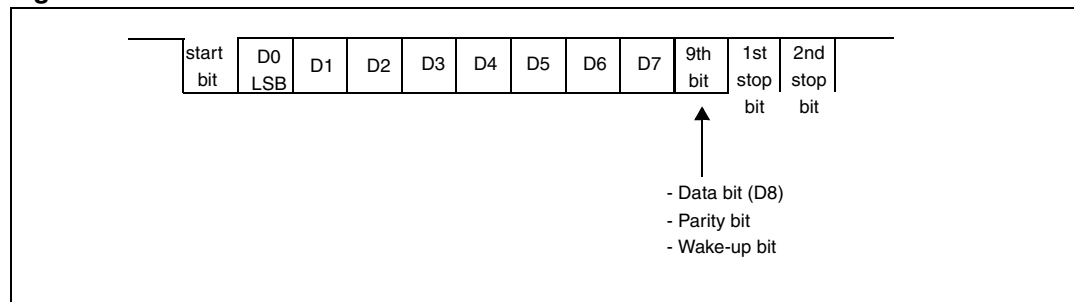 start bit
D0 LSB
D1
D2
D3
D4
D5
D6
D7
9th bit
1st stop bit
2nd stop bit
- Data bit (D8)
- Parity bit
- Wake-up bit